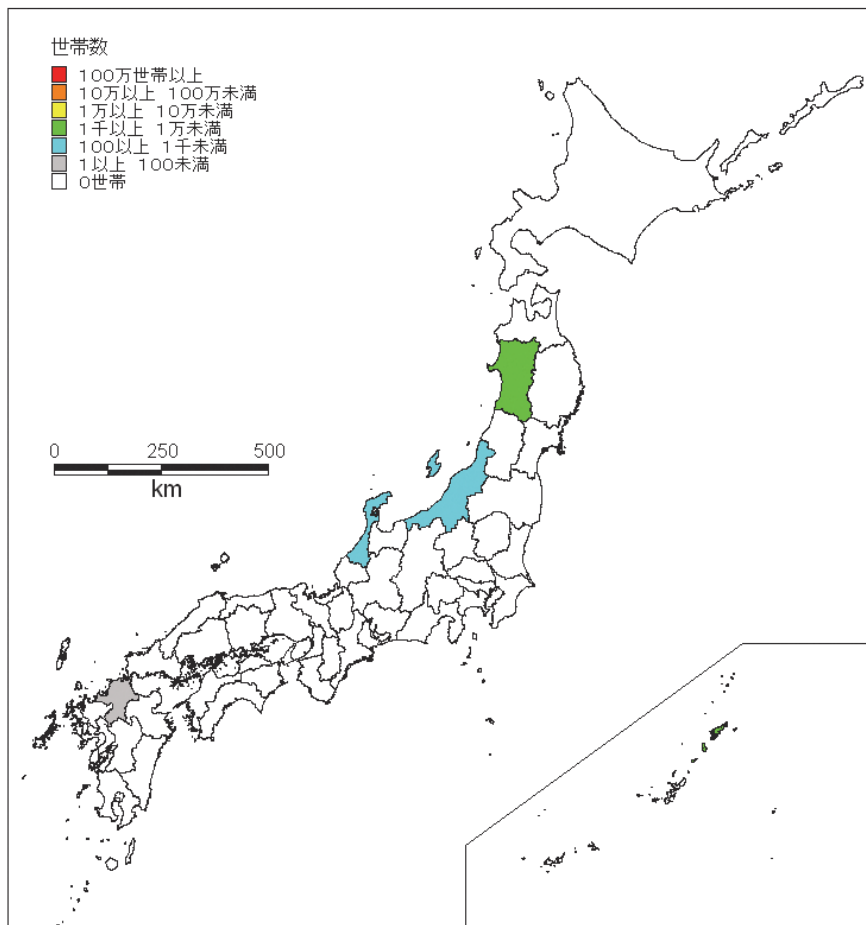 世帯数
100万世帯以上
10万以上 100万未満
1万以上 10万未満
1千以上 1万未満
100以上 1千未満
1以上 100未満
0世帯
0 250 500
km